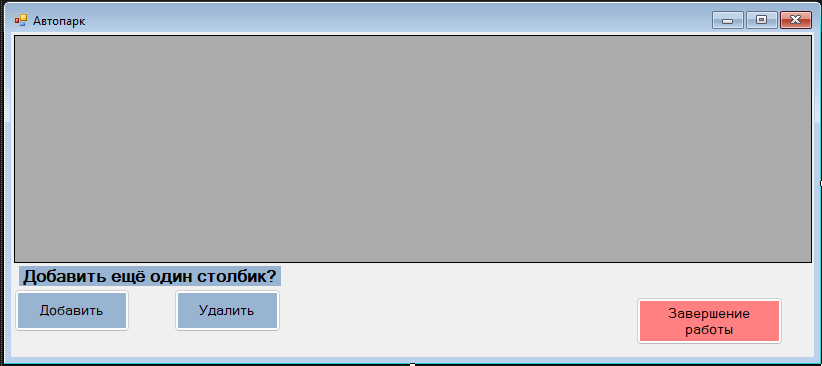 Автопарк
Добавить ещё один столбик?
Добавить
Удалить
Завершение
работы